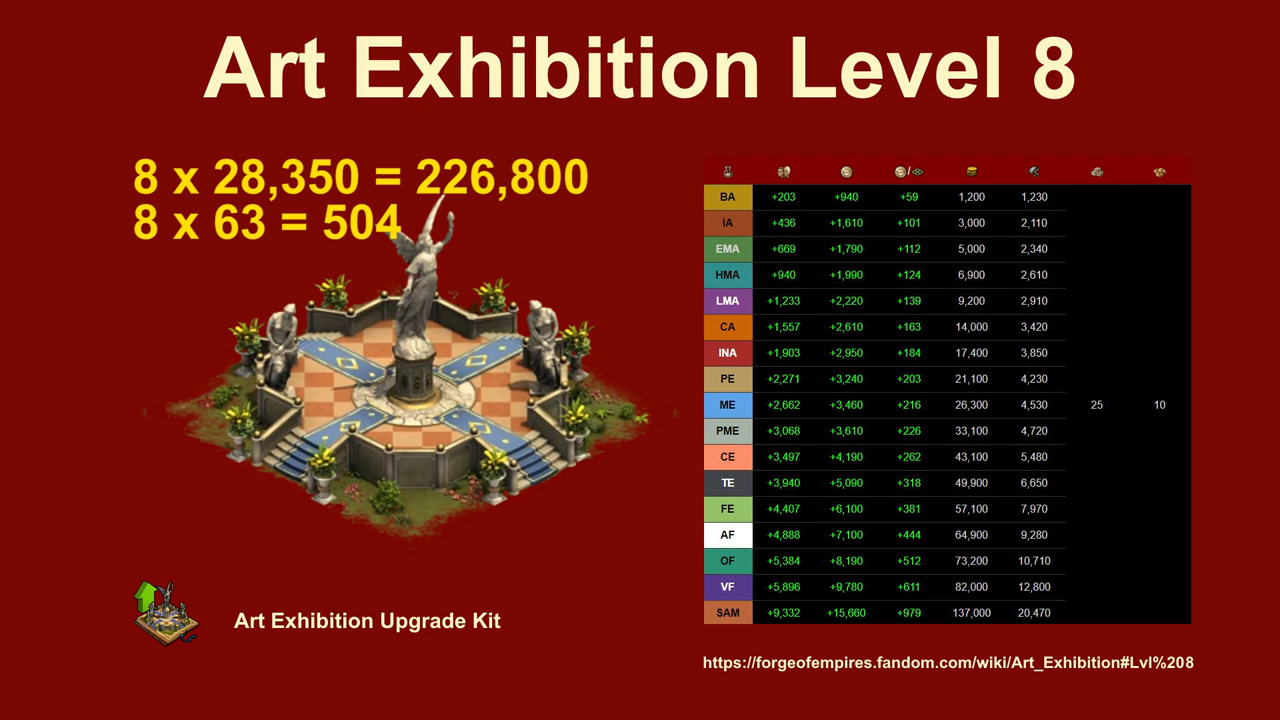 Art Exhibition Level 8
8 x 28,350 = 226,800
8 x 63 = 504
/
BA +203 +940 +59 1,200 1,230
IA +436 +1,610 +101 3,000 2,110
EMA +669 +1,790 +112 5,000 2,340
HMA +940 +1,990 +124 6,900 2,610
LMA +1,233 +2,220 +139 9,200 2,910
CA +1,557 +2,610 +163 14,000 3,420
INA +1,903 +2,950 +184 17,400 3,850
PE +2,271 +3,240 +203 21,100 4,230
ME +2,662 +3,460 +216 26,300 4,530 25 10
PME +3,068 +3,610 +226 33,100 4,720
CE +3,497 +4,190 +262 43,100 5,480
TE +3,940 +5,090 +318 49,900 6,650
FE +4,407 +6,100 +381 57,100 7,970
AF +4,888 +7,100 +444 64,900 9,280
OF +5,384 +8,190 +512 73,200 10,710
VF +5,896 +9,780 +611 82,000 12,800
SAM +9,332 +15,660 +979 137,000 20,470
Art Exhibition Upgrade Kit
https://forgeofempires.fandom.com/wiki/Art_Exhibition#Lvl%208